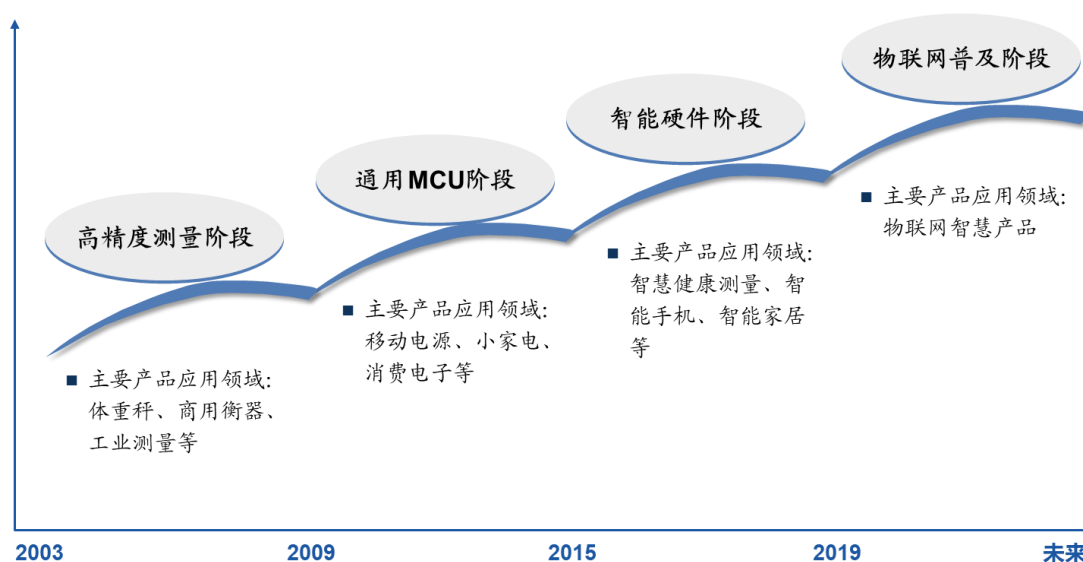 高精度测量阶段
■ 主要产品应用领域:
体重秤、商用衡器、
工业测量等
通用MCU阶段
■ 主要产品应用领域:
移动电源、小家电、
消费电子等
智能硬件阶段
■ 主要产品应用领域:
智慧健康测量、智
能手机、智能家居
等
物联网普及阶段
■ 主要产品应用领域:
物联网智慧产品
2003
2009
2015
2019
未来